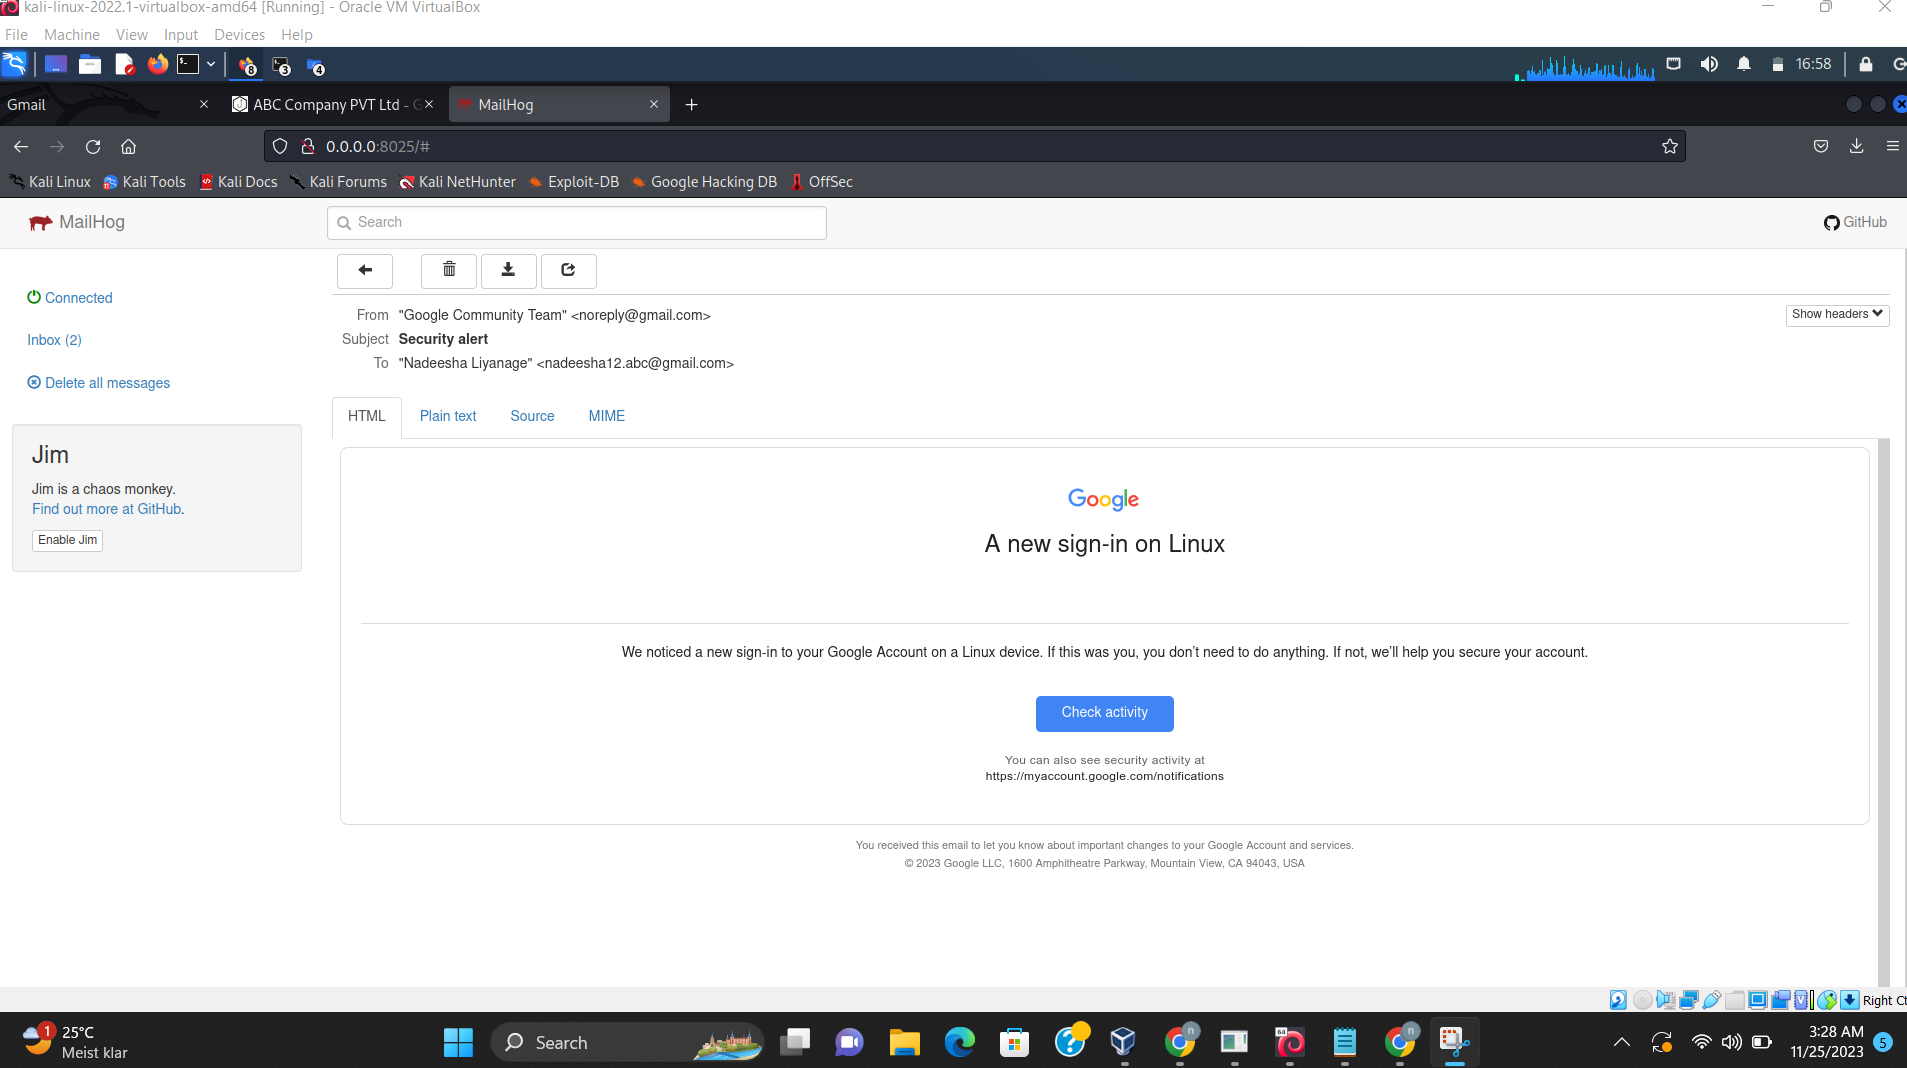 kali-linux-2022.1-virtualbox-amd64 [Running] - Oracle VM VirtualBox
File Machine View Input Devices Help
8 3 4 16:58
Gmail ABC Company PVT Ltd - MailHog
0.0.0.0:8025/#
Kali Linux Kali Tools Kali Docs Kali Forums Kali NetHunter Exploit-DB Google Hacking DB OffSec
MailHog Search GitHub
Connected
Inbox (2)
Delete all messages
Jim
Jim is a chaos monkey.
Find out more at GitHub.
Enable Jim
From "Google Community Team" <noreply@gmail.com> Show headers
Subject Security alert
To "Nadeesha Liyanage" <nadeesha12.abc@gmail.com>
HTML Plain text Source MIME
Google
A new sign-in on Linux
We noticed a new sign-in to your Google Account on a Linux device. If this was you, you don't need to do anything. If not, we'll help you secure your account.
Check activity
You can also see security activity at
https://myaccount.google.com/notifications
You received this email to let you know about important changes to your Google Account and services.
© 2023 Google LLC, 1600 Amphitheatre Parkway, Mountain View, CA 94043, USA
Right
1 25°C
Meist klar
Search
64
n
n
3:28 AM
11/25/2023
5